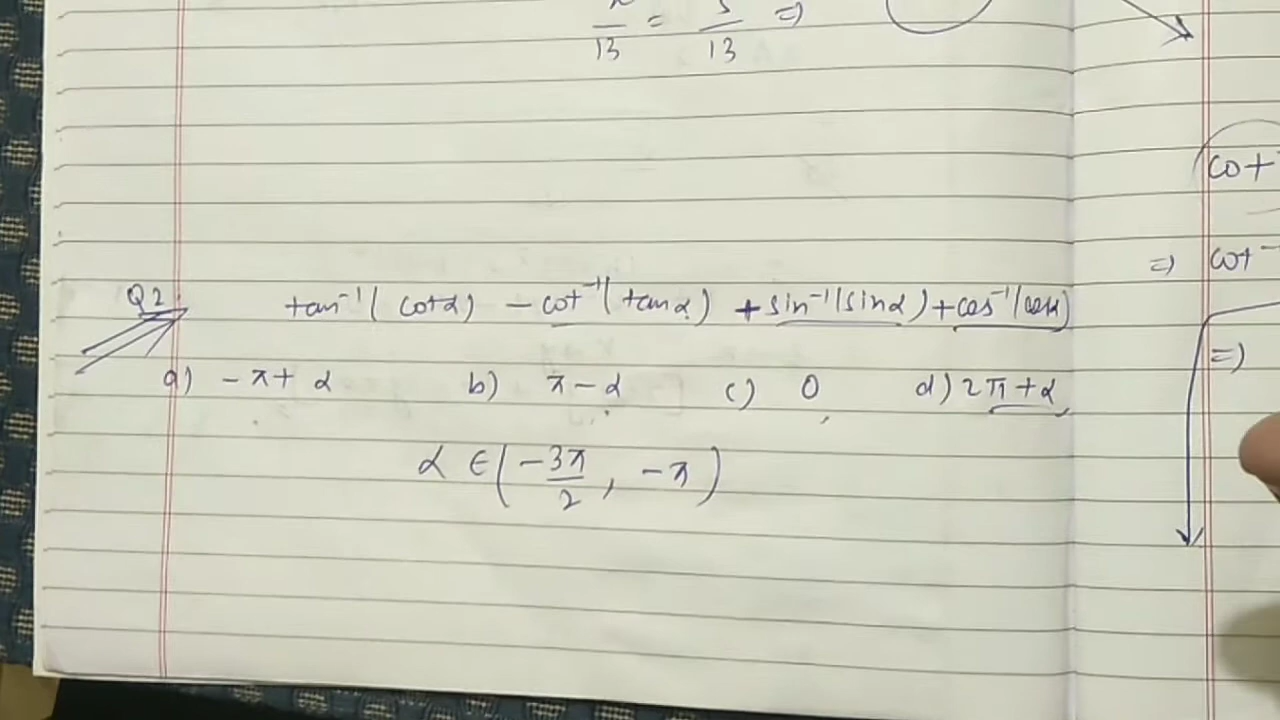 /13 = /13 =>
cot
Q2 tan⁻¹(cotα) - cot⁻¹(tanα) + sin⁻¹(sinα) + cos⁻¹(cosα)
=) cot⁻
a) -π+α b) π-α c) 0 d) 2π+α
=)
α ∈ (-3π/2, -π)